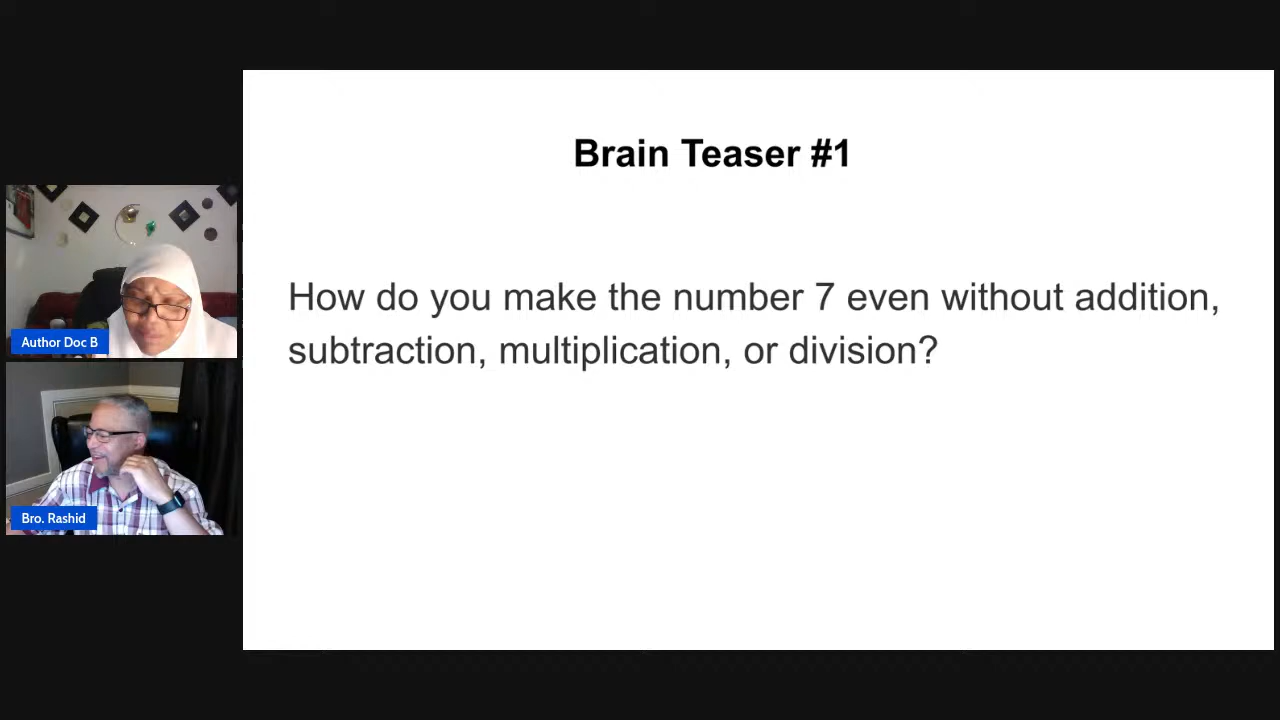 Brain Teaser #1
How do you make the number 7 even without addition,
subtraction, multiplication, or division?
Author Doc B
Bro. Rashid